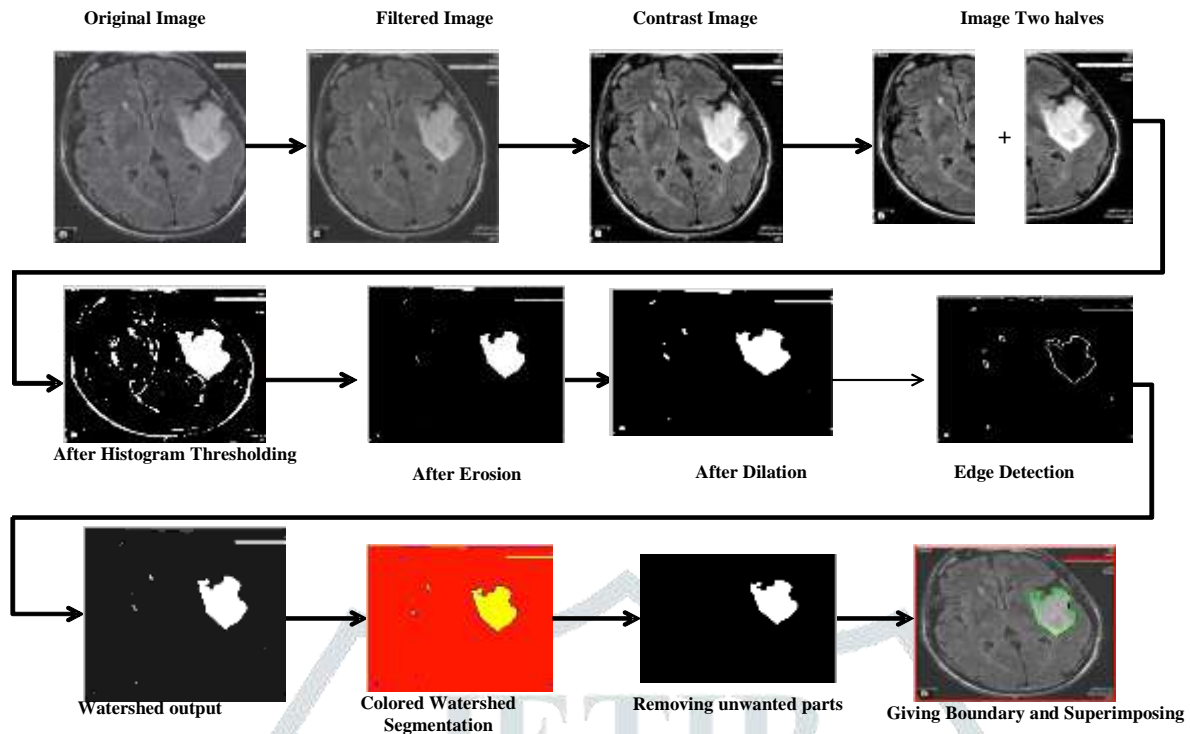 Original Image
Filtered Image
Contrast Image
Image Two halves
+
After Histogram Thresholding
After Erosion
After Dilation
Edge Detection
Watershed output
Colored Watershed
Segmentation
Removing unwanted parts
Giving Boundary and Superimposing